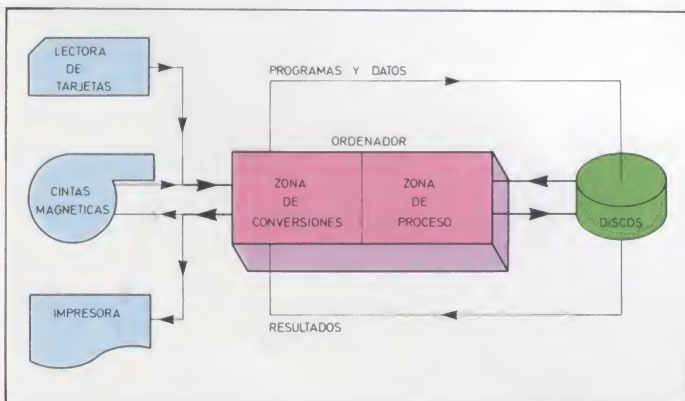 LECTORA
DE
TARJETAS
PROGRAMAS Y DATOS
ORDENADOR
CINTAS
MAGNETICAS
ZONA
DE
CONVERSIONES
ZONA
DE
PROCESO
DISCOS
IMPRESORA
RESULTADOS